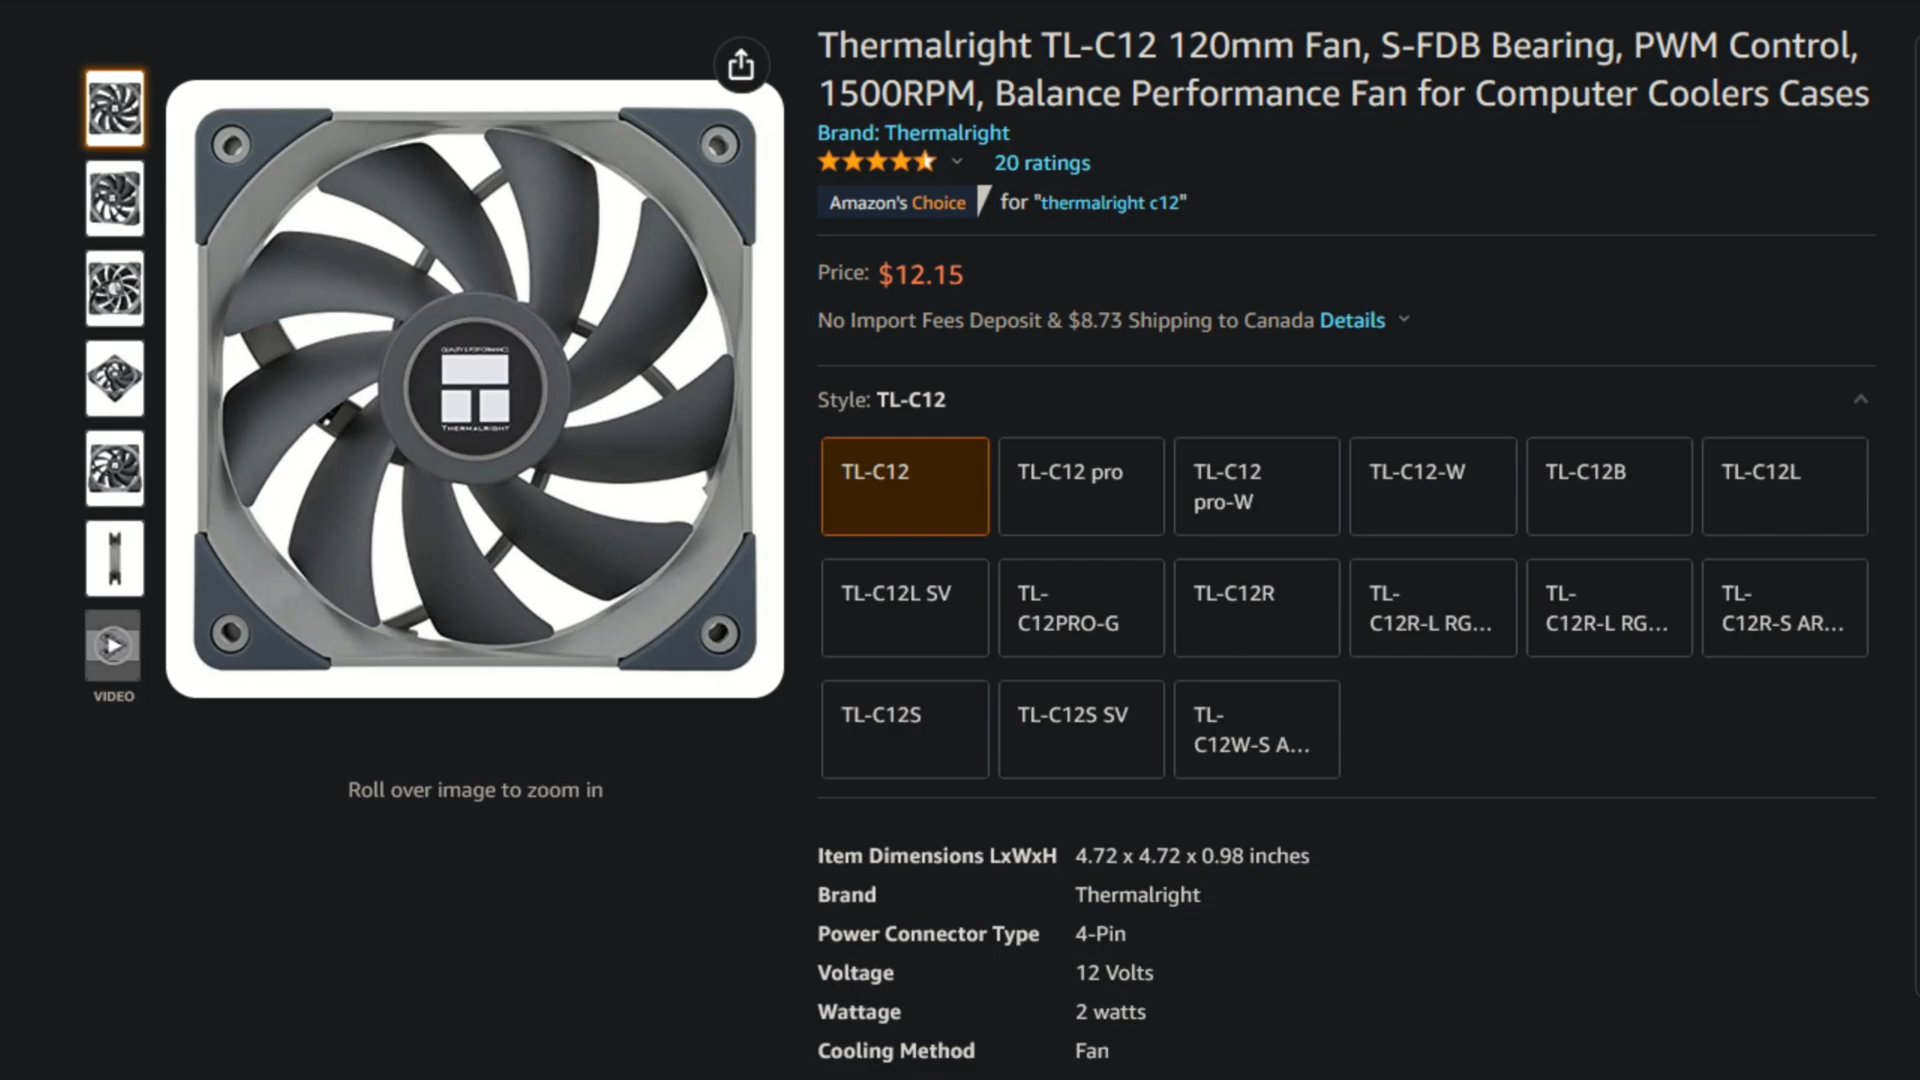 Thermalright TL-C12 120mm Fan, S-FDB Bearing, PWM Control,
1500RPM, Balance Performance Fan for Computer Coolers Cases
Brand: Thermalright
20 ratings
Amazon's Choice for "thermalright c12"
Price: $12.15
No Import Fees Deposit & $8.73 Shipping to Canada Details
Style: TL-C12
TL-C12
TL-C12 pro
TL-C12
pro-W
TL-C12-W
TL-C12B
TL-C12L
TL-C12L SV
TL-
C12PRO-G
TL-C12R
TL-
C12R-L RG...
TL-
C12R-L RG...
TL-
C12R-S AR...
TL-C12S
TL-C12S SV
TL-
C12W-S A...
QUALITY & PERFORMANCE
THERMALRIGHT
VIDEO
Roll over image to zoom in
Item Dimensions LxWxH 4.72 x 4.72 x 0.98 inches
Brand Thermalright
Power Connector Type 4-Pin
Voltage 12 Volts
Wattage 2 watts
Cooling Method Fan